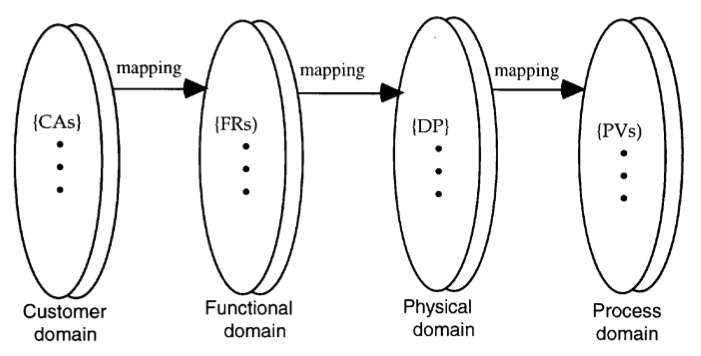 mapping
mapping
mapping
{CAs}
{FRs)
{DP}
{PVs)
Customer
domain
Functional
domain
Physical
domain
Process
domain